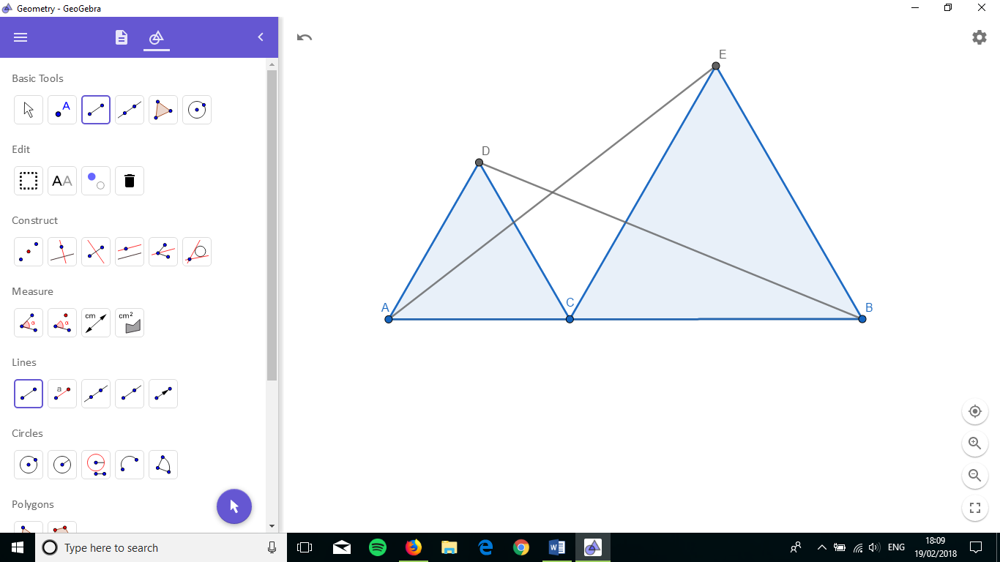 Geometry - GeoGebra
Basic Tools
A
Edit
AA
Construct
Measure
α
α
cm
cm²
Lines
a
Circles
Polygons
E
D
A
C
B
Type here to search
ENG
18:09
19/02/2018